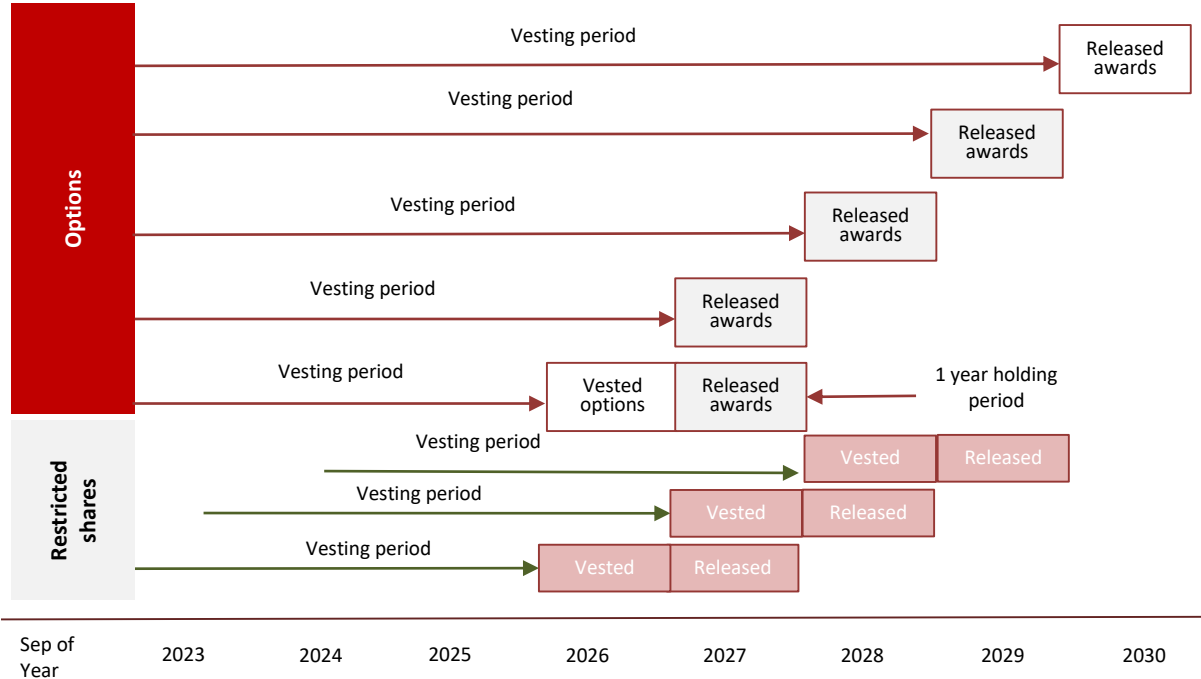 Options
Vesting period
Released
awards
Vesting period
Released
awards
Vesting period
Released
awards
Vesting period
Released
awards
Vesting period
Vested
options
Released
awards
1 year holding
period
Restricted
shares
Vesting period
Vested
Released
Vesting period
Vested
Released
Vesting period
Vested
Released
Sep of
Year
2023
2024
2025
2026
2027
2028
2029
2030